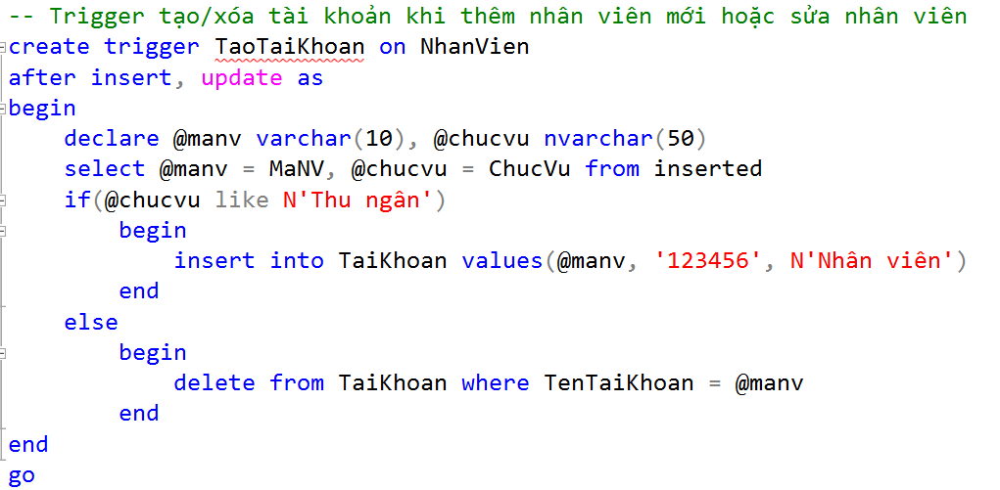 -- Trigger tạo/xóa tài khoản khi thêm nhân viên mới hoặc sửa nhân viên
create trigger TaoTaiKhoan on NhanVien
after insert, update as
begin
    declare @manv varchar(10), @chucvu nvarchar(50)
    select @manv = MaNV, @chucvu = ChucVu from inserted
    if(@chucvu like N'Thu ngân')
        begin
            insert into TaiKhoan values(@manv, '123456', N'Nhân viên')
        end
    else
        begin
            delete from TaiKhoan where TenTaiKhoan = @manv
        end
end
go